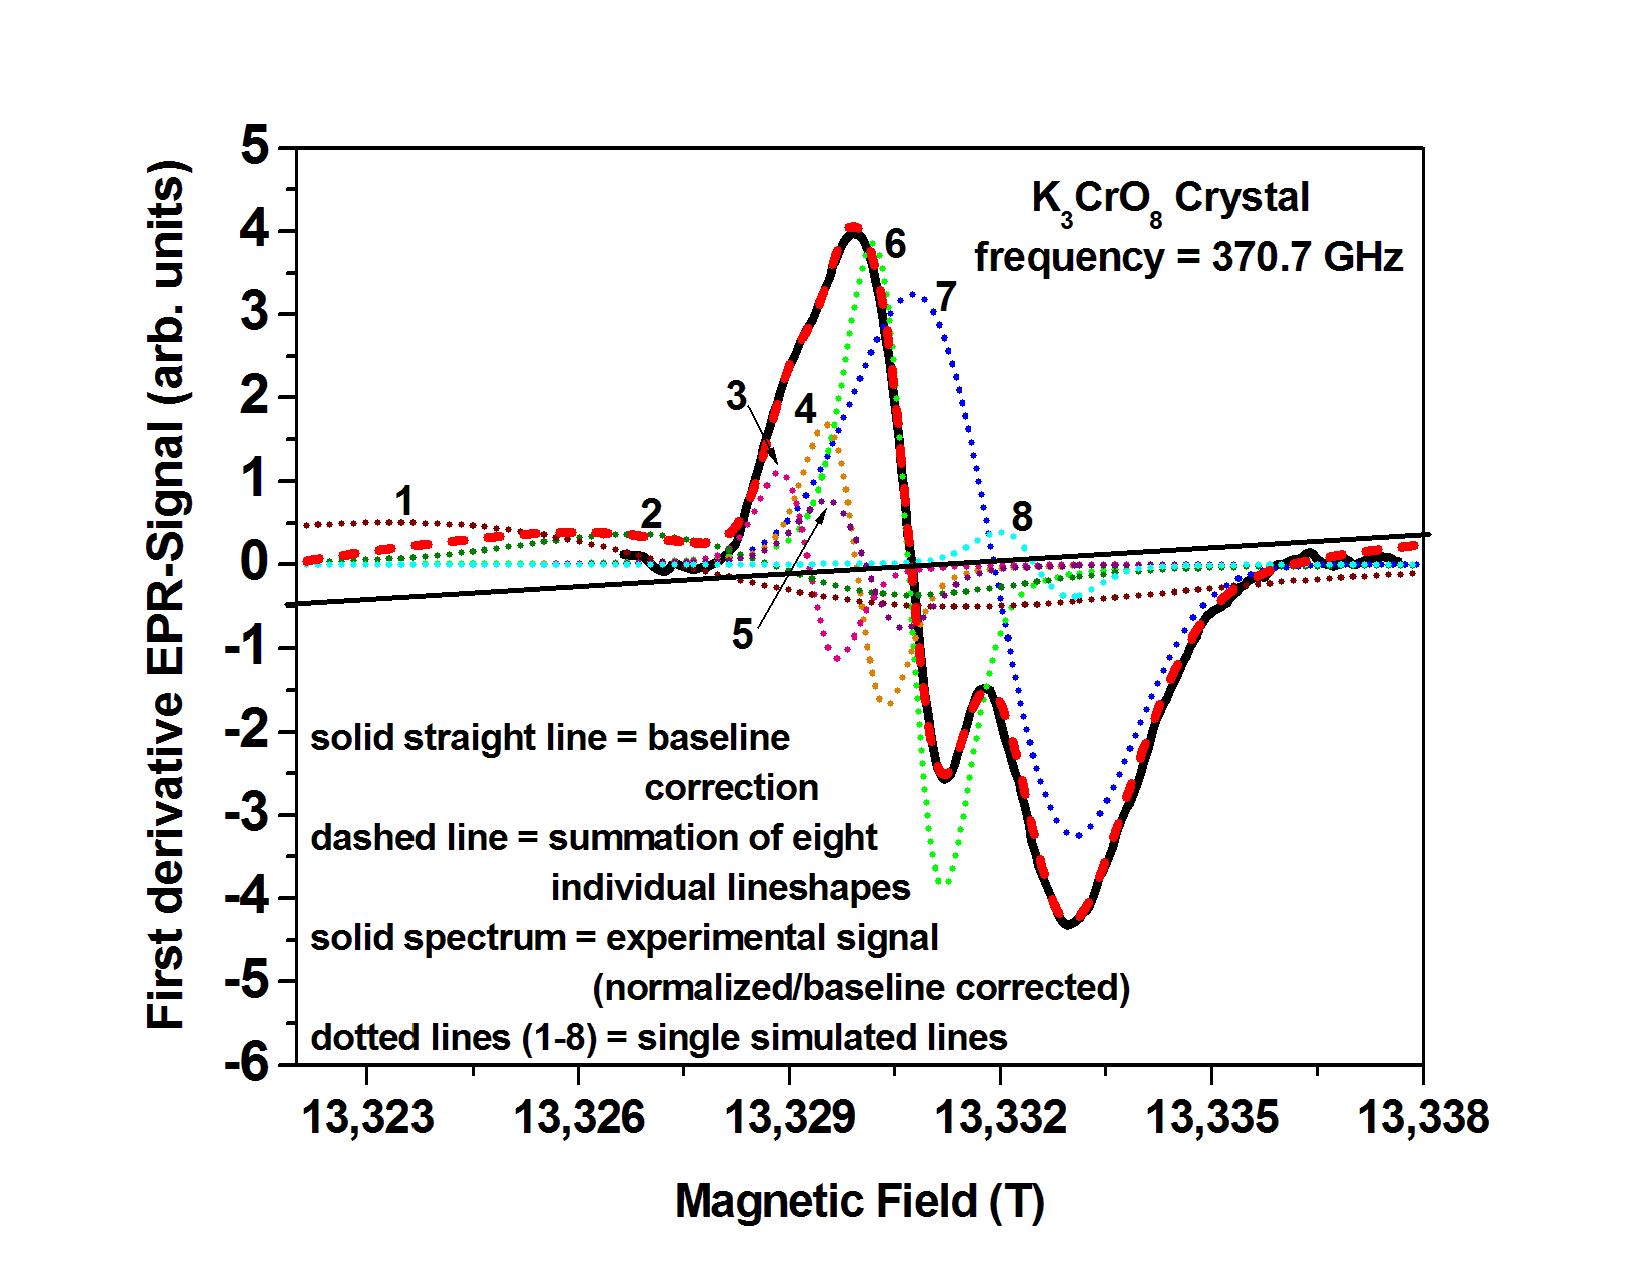 First derivative EPR-Signal (arb. units)
5
4
3
2
1
0
-1
-2
-3
-4
-5
-6
K3CrO8 Crystal
frequency = 370.7 GHz
1
2
3
4
5
6
7
8
solid straight line = baseline
correction
dashed line = summation of eight
individual lineshapes
solid spectrum = experimental signal
(normalized/baseline corrected)
dotted lines (1-8) = single simulated lines
13,323 13,326 13,329 13,332 13,335 13,338
Magnetic Field (T)